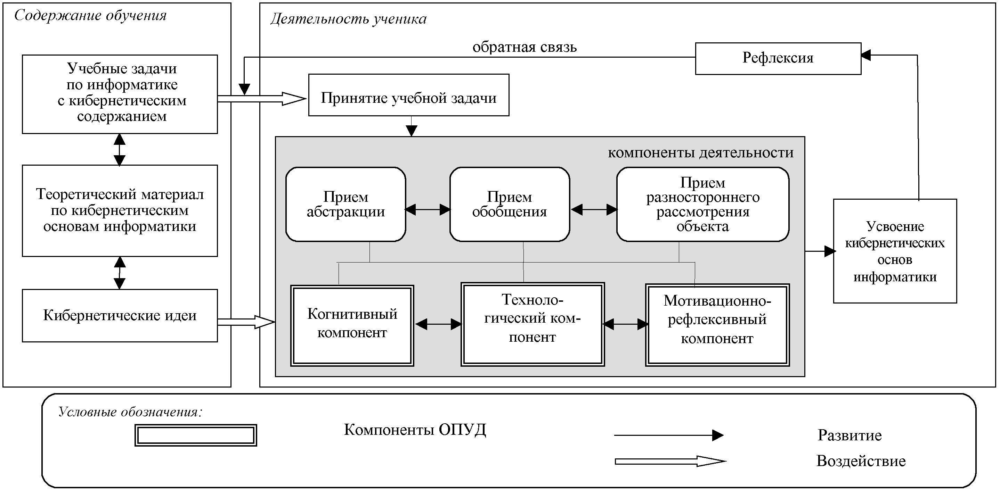 Содержание обучения
Учебные задачи
по информатике
с кибернетическим
содержанием
Теоретический материал
по кибернетическим
основам информатики
Кибернетические идеи
Деятельность ученика
обратная связь
Рефлексия
Принятие учебной задачи
компоненты деятельности
Прием
абстракции
Прием
обобщения
Прием
разностороннего
рассмотрения
объекта
Когнитивный
компонент
Техноло-
гический ком-
понент
Мотивационно-
рефлексивный
компонент
Усвоение
кибернетических
основ
информатики
Условные обозначения:
Компоненты ОПУД
Развитие
Воздействие